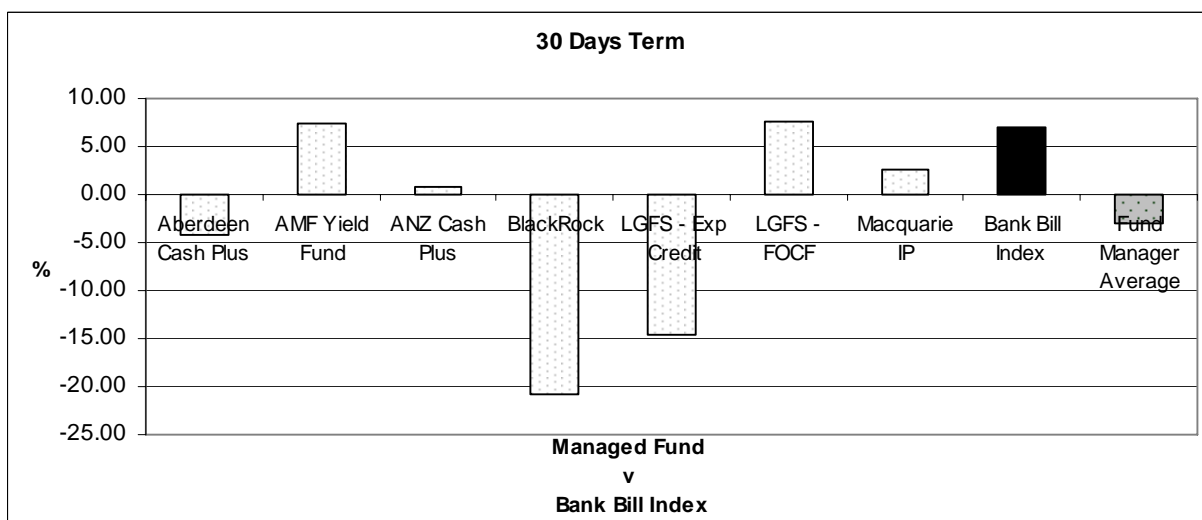 30 Days Term
10.00
5.00
0.00
-5.00
-10.00
-15.00
-20.00
-25.00
%
Aberdeen
Cash Plus
AMF Yield
Fund
ANZ Cash
Plus
BlackRock
LGFS - Exp
Credit
LGFS -
FOCF
Macquarie
IP
Bank Bill
Index
Fund
Manager
Average
Managed Fund
v
Bank Bill Index